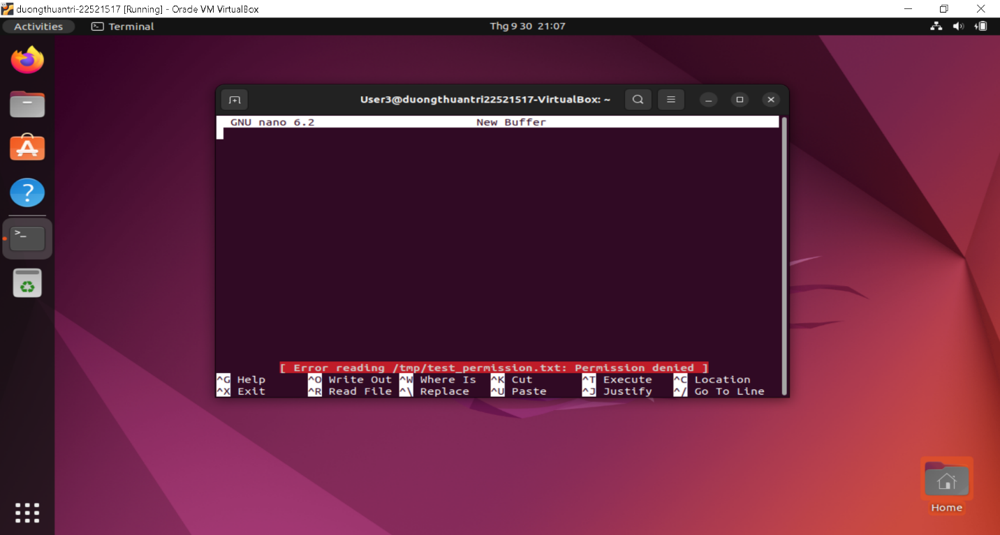 duongthuantri-22521517 [Running] - Oracle VM VirtualBox
Activities Terminal Thg 9 30 21:07
User3@duongthuantri22521517-VirtualBox: ~
GNU nano 6.2 New Buffer
[ Error reading /tmp/test_permission.txt: Permission denied ]
^G Help ^O Write Out ^W Where Is ^K Cut ^T Execute ^C Location
^X Exit ^R Read File ^\ Replace ^U Paste ^J Justify ^/ Go To Line
Home